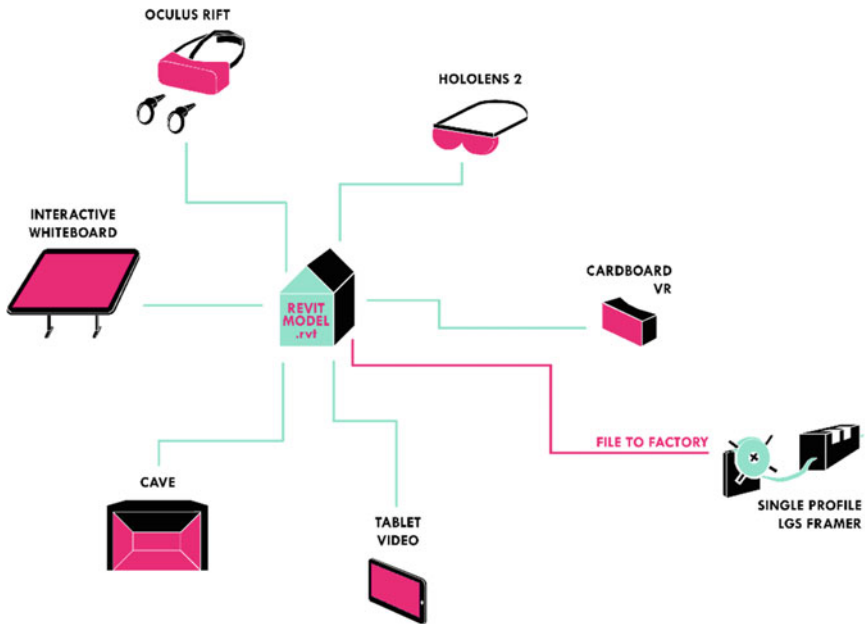 OCULUS RIFT
HOLOLENS 2
INTERACTIVE
WHITEBOARD
CARDBOARD
VR
REVIT
MODEL
.rvt
FILE TO FACTORY
CAVE
TABLET
VIDEO
SINGLE PROFILE
LGS FRAMER